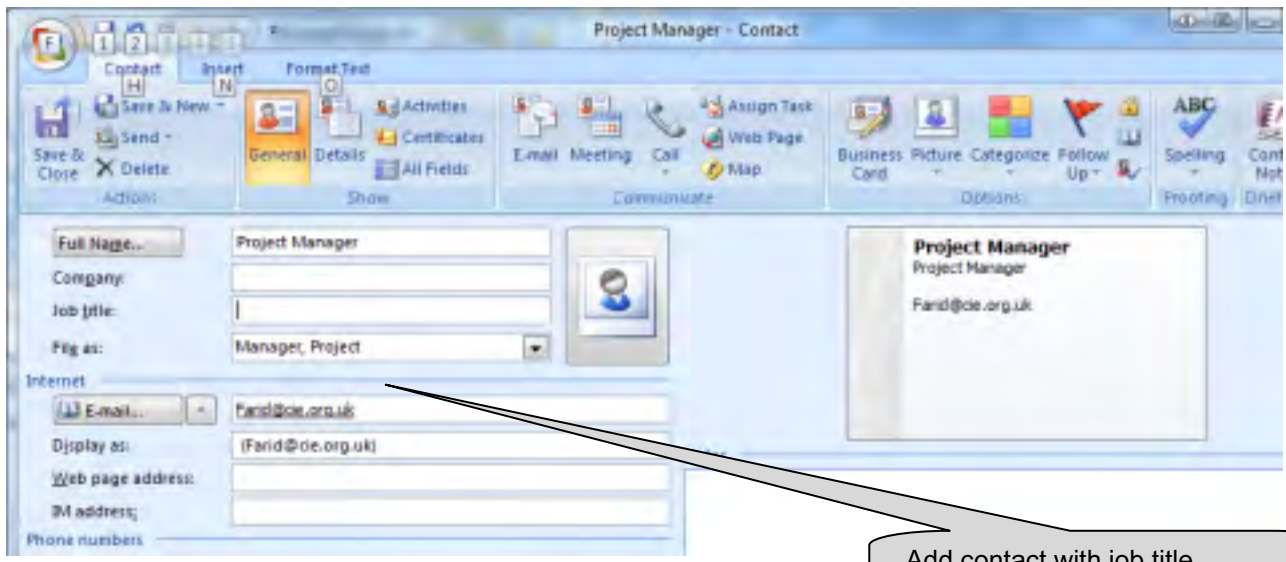 Project Manager - Contact
F 1 2
Contact Insert Format Text
H N O
Save & Close
Save & New
Send
Delete
Actions
General Details
Activities
Certificates
All Fields
Show
E-mail Meeting Call
Assign Task
Web Page
Map
Communicate
Business Card Picture Categorize Follow Up
Options
ABC
Spelling
Proofing
Full Name... Project Manager
Company:
Job title:
File as: Manager, Project
Internet
E-mail... Farid@cie.org.uk
Display as: (Farid@cie.org.uk)
Web page address:
IM address:
Phone numbers
Project Manager
Project Manager
Farid@cie.org.uk
Add contact with job title